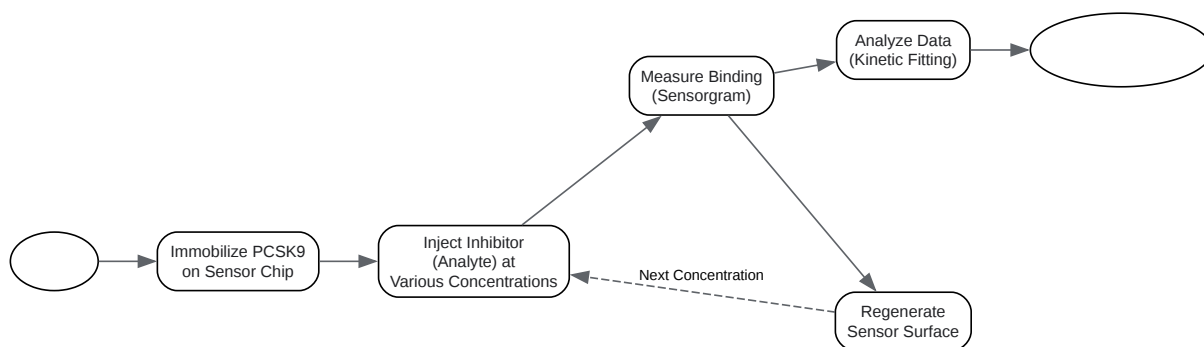 Immobilize PCSK9
on Sensor Chip
Inject Inhibitor
(Analyte) at
Various Concentrations
Measure Binding
(Sensorgram)
Analyze Data
(Kinetic Fitting)
Next Concentration
Regenerate
Sensor Surface